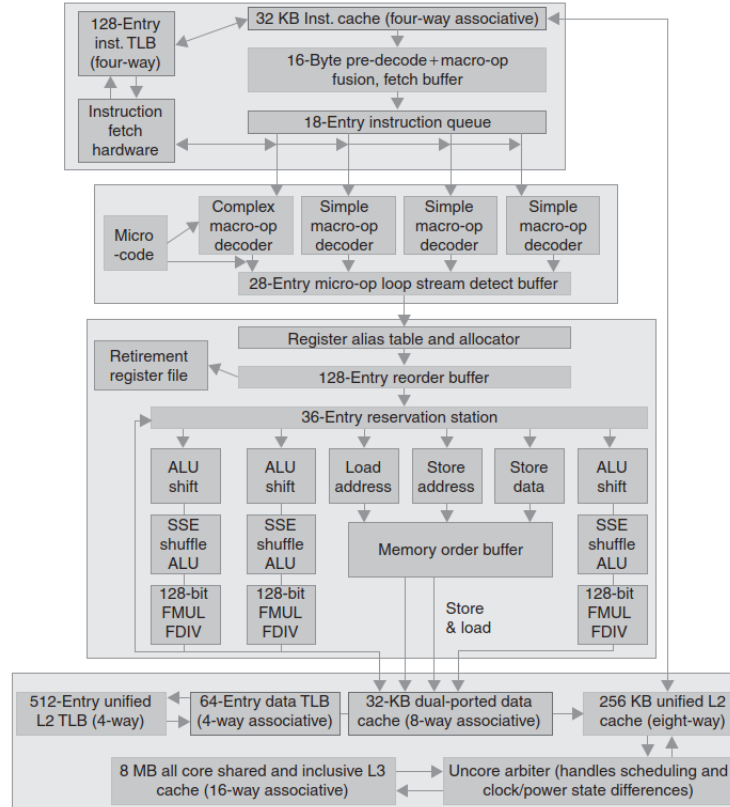 128-Entry
inst. TLB
(four-way)
32 KB Inst. cache (four-way associative)
16-Byte pre-decode+macro-op
fusion, fetch buffer
Instruction
fetch
hardware
18-Entry instruction queue
Micro
-code
Complex
macro-op
decoder
Simple
macro-op
decoder
Simple
macro-op
decoder
Simple
macro-op
decoder
28-Entry micro-op loop stream detect buffer
Register alias table and allocator
Retirement
register file
128-Entry reorder buffer
36-Entry reservation station
ALU
shift
ALU
shift
Load
address
Store
address
Store
data
ALU
shift
SSE
shuffle
ALU
SSE
shuffle
ALU
Memory order buffer
SSE
shuffle
ALU
128-bit
FMUL
FDIV
128-bit
FMUL
FDIV
Store
& load
128-bit
FMUL
FDIV
512-Entry unified
L2 TLB (4-way)
64-Entry data TLB
(4-way associative)
32-KB dual-ported data
cache (8-way associative)
256 KB unified L2
cache (eight-way)
8 MB all core shared and inclusive L3
cache (16-way associative)
Uncore arbiter (handles scheduling and
clock/power state differences)